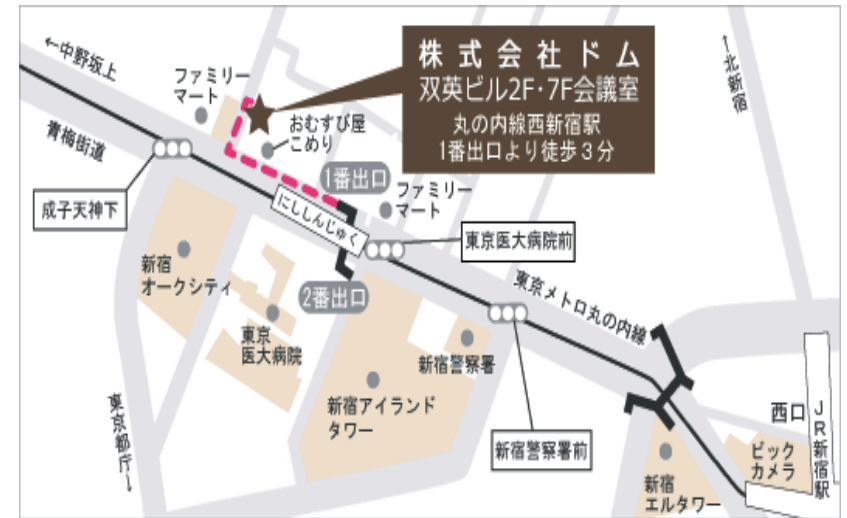 ←中野坂上
青梅街道
成子天神下
ファミリー
マート
おむすび屋
こめり
株式会社ドム
双英ビル2F・7F会議室
丸の内線西新宿駅
1番出口より徒歩3分
↑北新宿
1番出口
にししんじゅく
2番出口
ファミリー
マート
東京医大病院前
東京メトロ丸の内線
新宿
オークシティ
東京
医大病院
新宿アイランド
タワー
新宿警察署
新宿警察署前
東京都庁↓
西口
JR新宿駅
ビック
カメラ
新宿
エルタワー